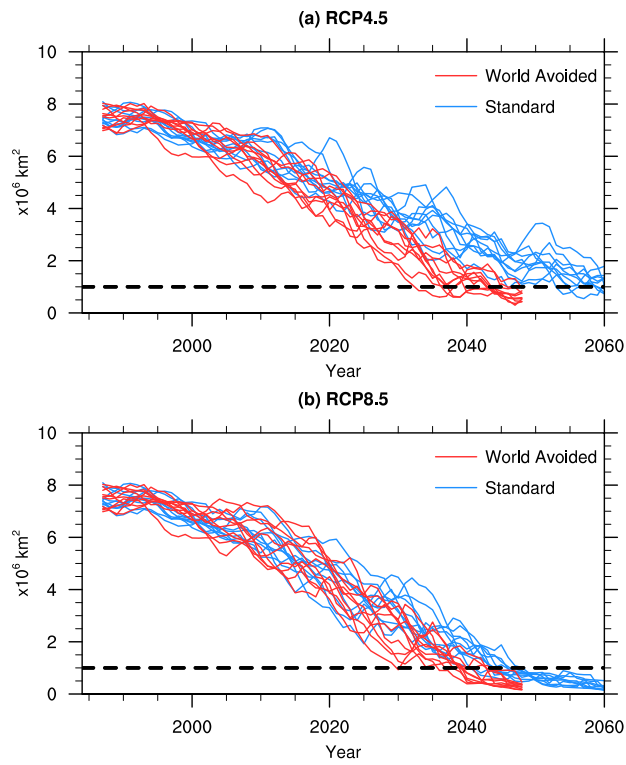 (a) RCP4.5
10
8
6
4
2
0
x10⁶ km²
World Avoided
Standard
2000
2020
2040
2060
Year
(b) RCP8.5
10
8
6
4
2
0
x10⁶ km²
World Avoided
Standard
2000
2020
2040
2060
Year